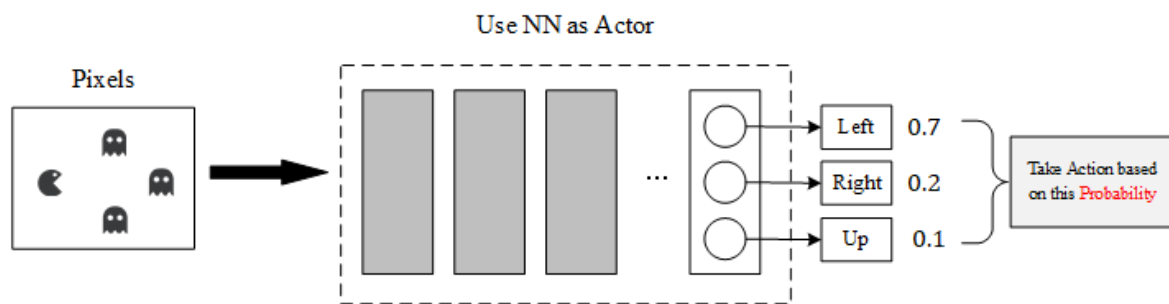 Use NN as Actor
Pixels
...
Left 0.7
Right 0.2
Up 0.1
Take Action based
on this Probability